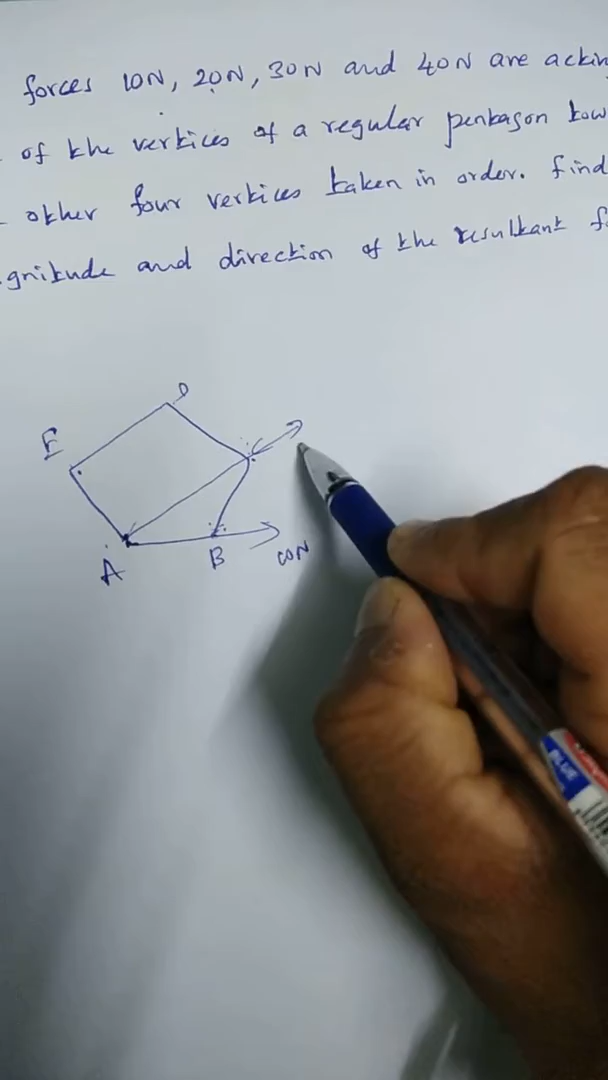 forces 10N, 20N, 30N and 40N are actin
of the vertices of a regular pentagon tow
other four vertices taken in order. find
gnitude and direction of the resultant f
D
E
A
B
10N